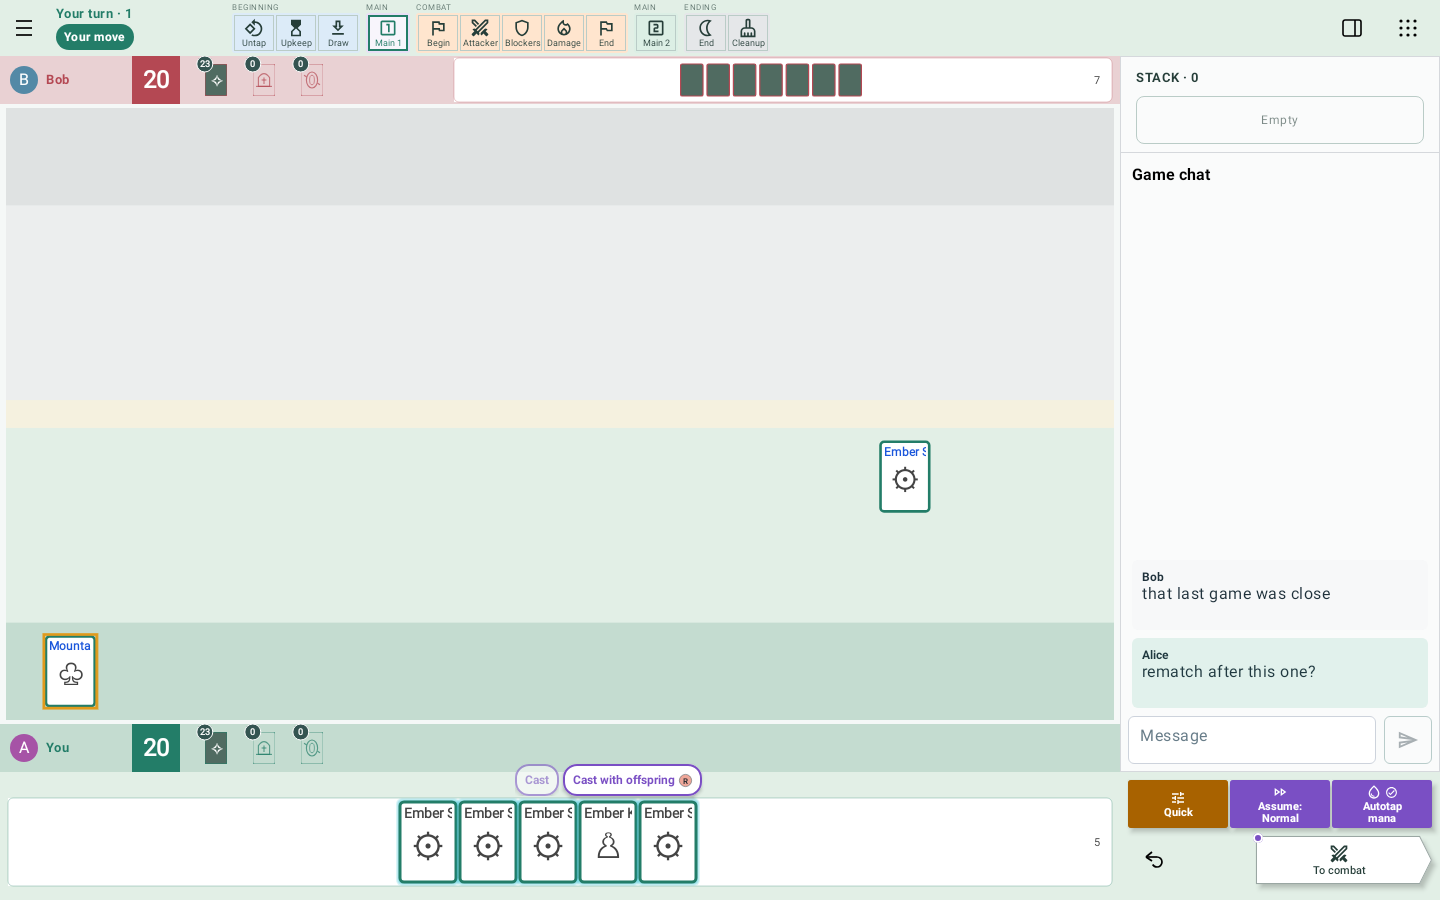 Your turn · 1
Your move
BEGINNING
Untap
Upkeep
Draw
MAIN
1
Main 1
COMBAT
Begin
Attacker
Blockers
Damage
End
MAIN
2
Main 2
ENDING
End
Cleanup
B
Bob
20
23
0
0
7
STACK · 0
Empty
Game chat
Ember S
Bob
that last game was close
Mounta
Alice
rematch after this one?
A
You
20
23
0
0
Message
Cast
Cast with offspring R
Ember S
Ember S
Ember S
Ember K
Ember S
5
Quick
Assume:
Normal
Autotap
mana
To combat